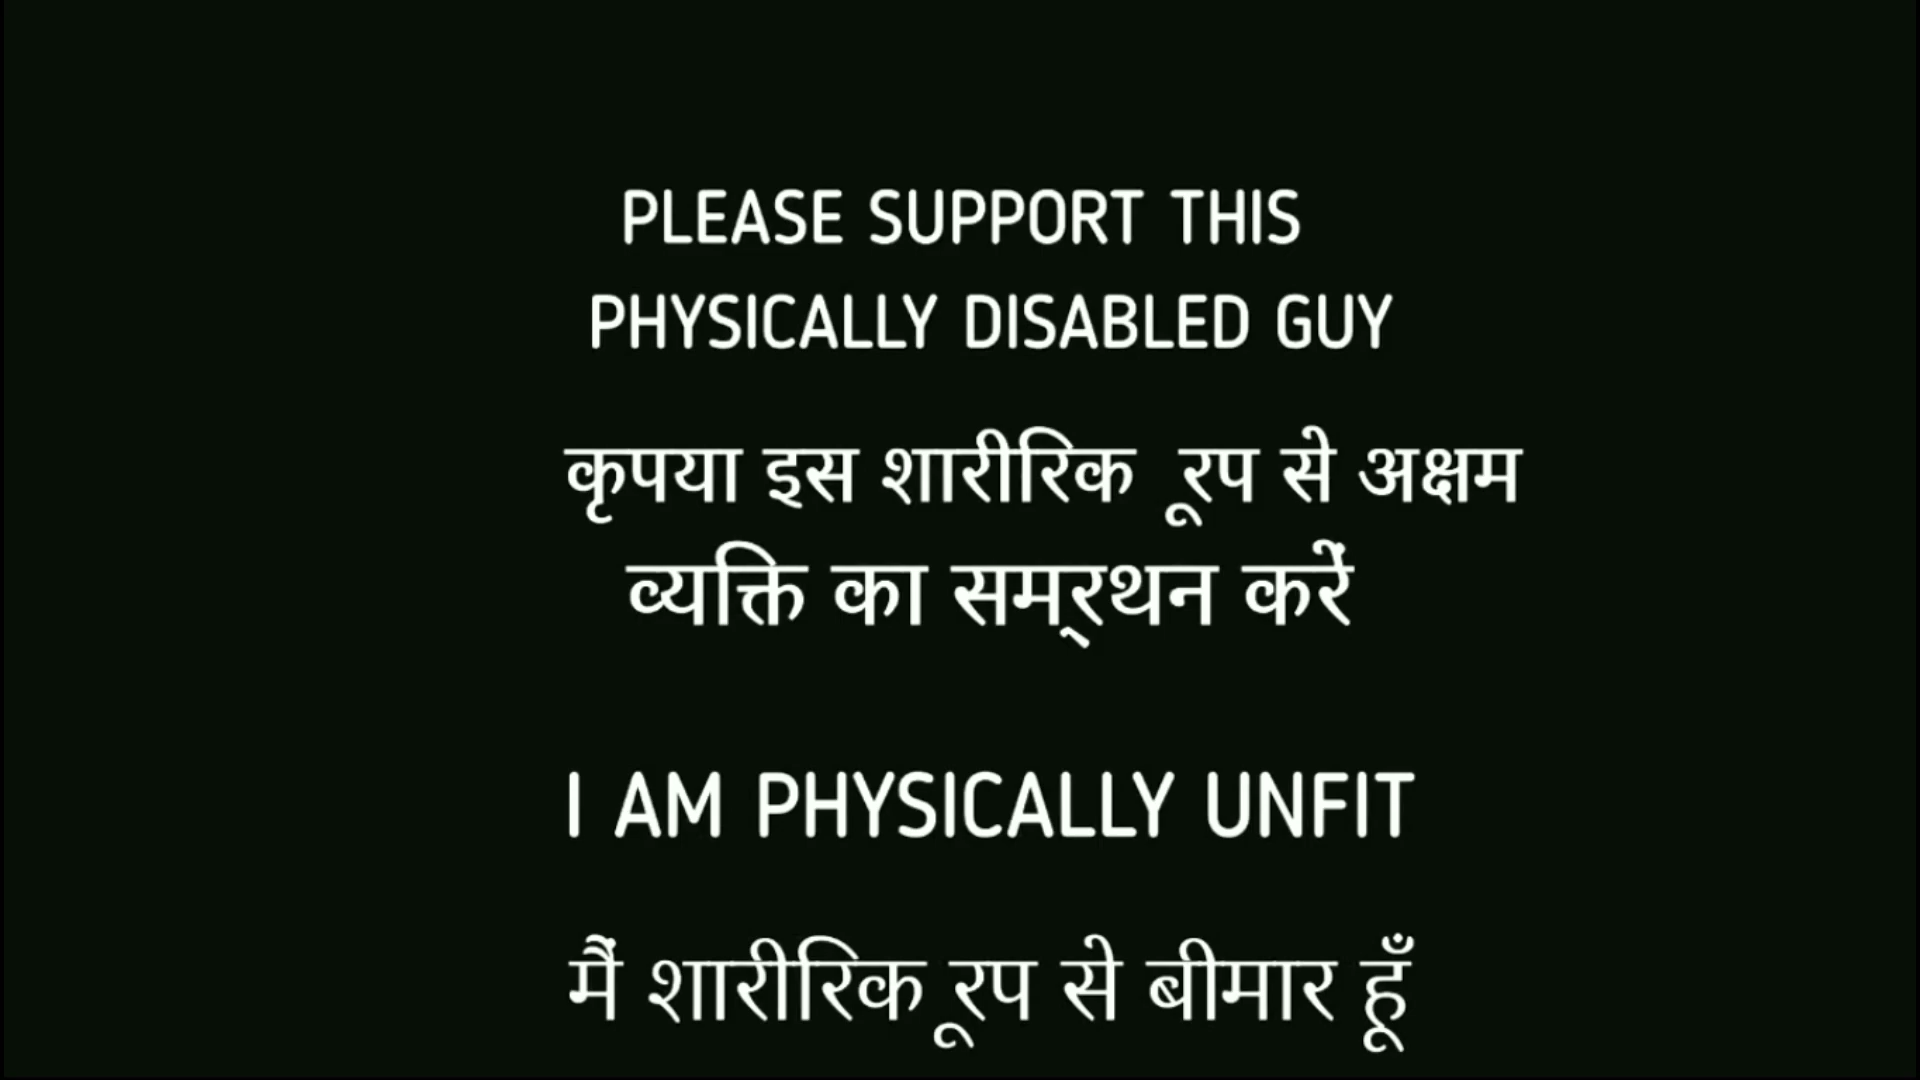 PLEASE SUPPORT THIS
PHYSICALLY DISABLED GUY
कृपया इस शारीरिक रूप से अक्षम
व्यक्ति का समर्थन करें
I AM PHYSICALLY UNFIT
मैं शारीरिक रूप से बीमार हूँ